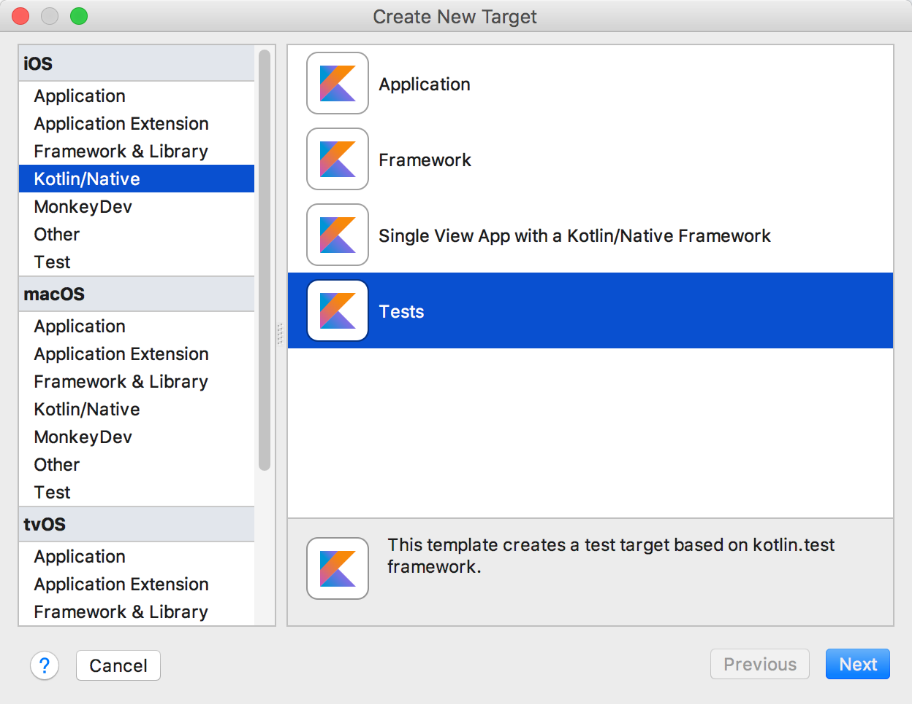 Create New Target
iOS
Application
Application Extension
Framework & Library
Kotlin/Native
MonkeyDev
Other
Test
macOS
Application
Application Extension
Framework & Library
Kotlin/Native
MonkeyDev
Other
Test
tvOS
Application
Application Extension
Framework & Library
Application
Framework
Single View App with a Kotlin/Native Framework
Tests
This template creates a test target based on kotlin.test
framework.
?
Cancel
Previous
Next